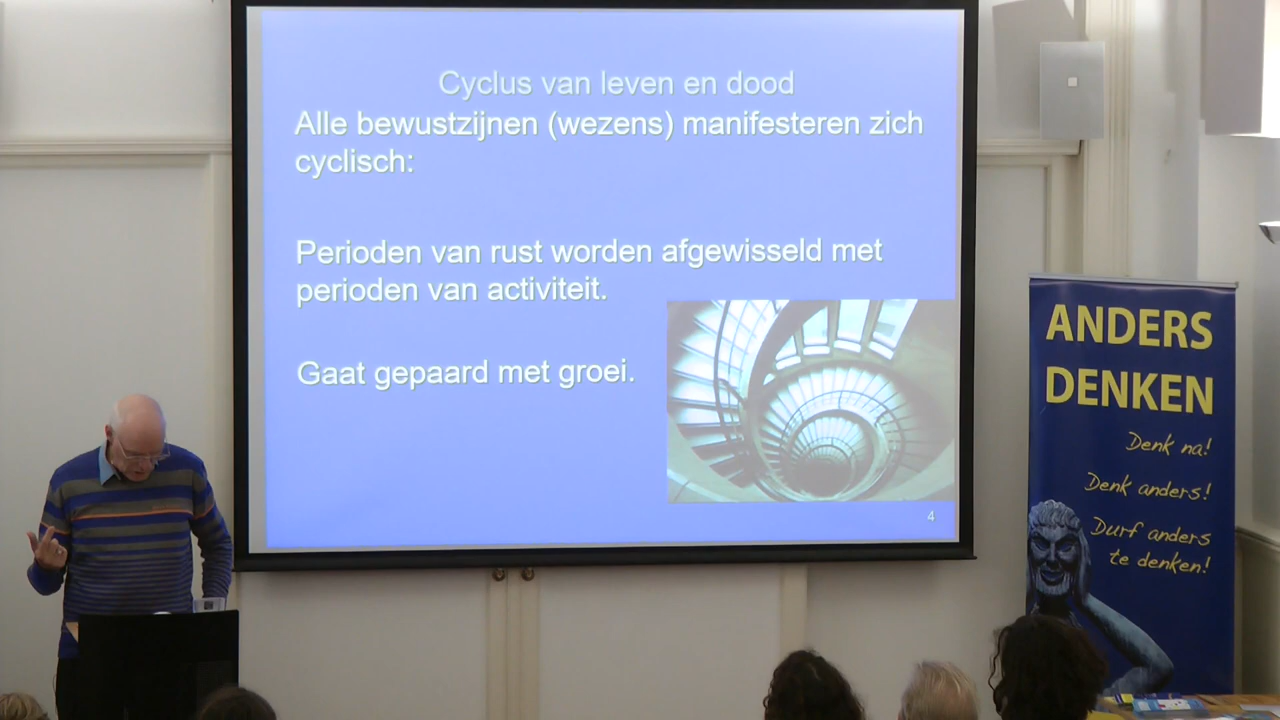 Cyclus van leven en dood
Alle bewustzijnen (wezens) manifesteren zich
cyclisch:
Perioden van rust worden afgewisseld met
perioden van activiteit.
Gaat gepaard met groei.
4
ANDERS
DENKEN
Denk na!
Denk anders!
Durf anders
te denken!